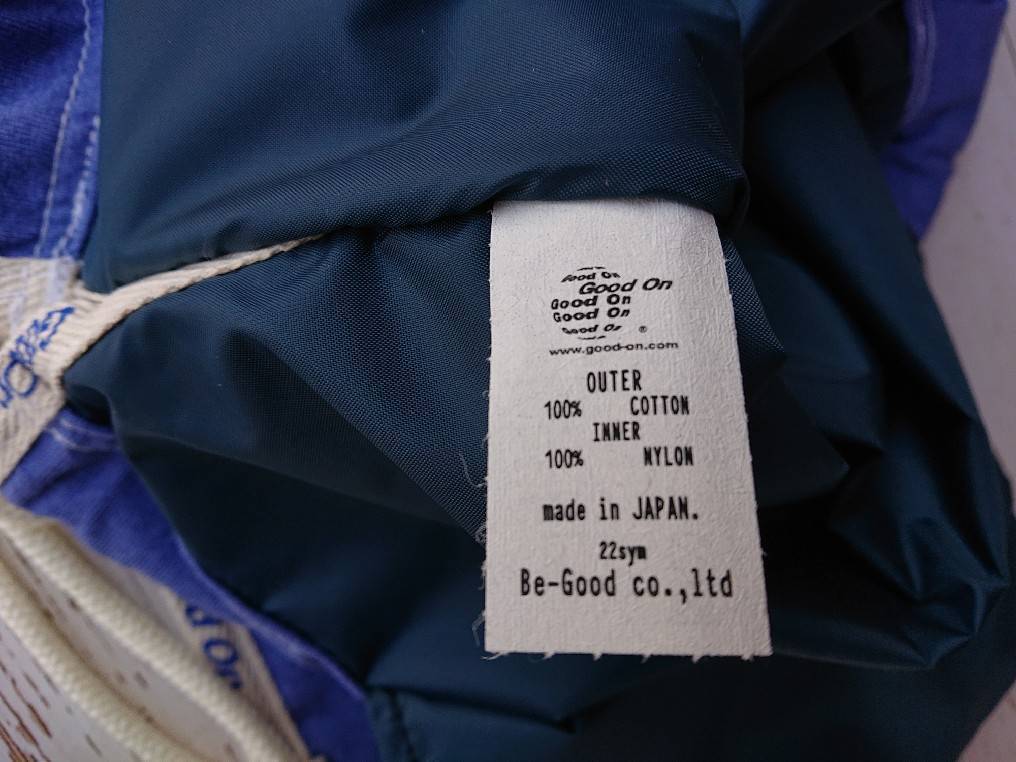 Good On
Good On
Good On
Good On
Good On
®
www.good-on.com
OUTER
100% COTTON
INNER
100% NYLON
made in JAPAN.
22sym
Be-Good co.,ltd